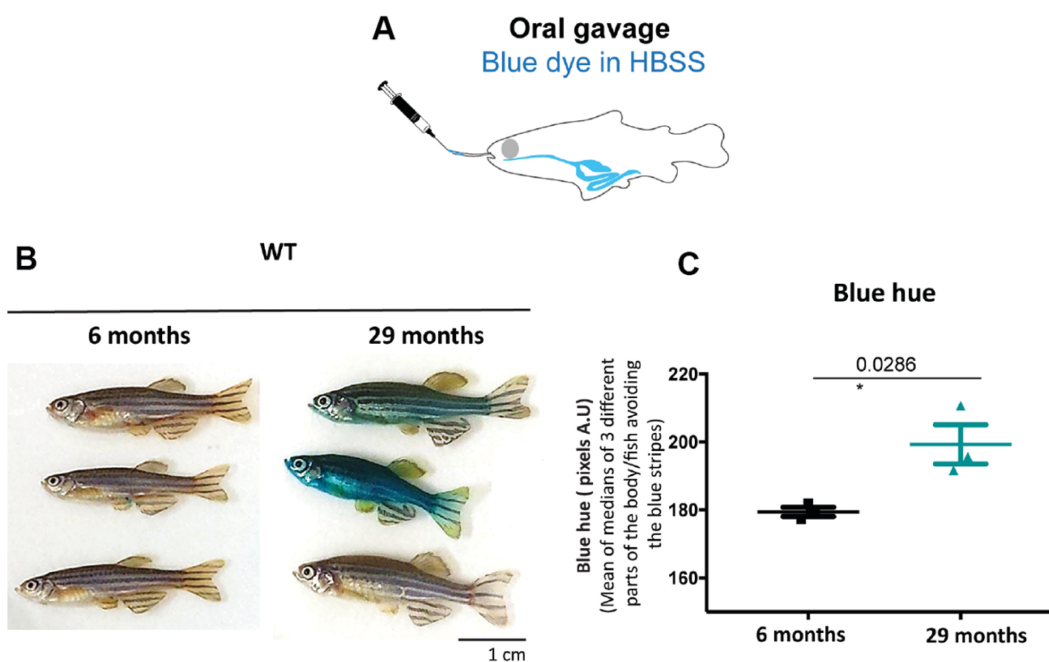 A
Oral gavage
Blue dye in HBSS
B
WT
6 months
29 months
1 cm
C
Blue hue
0.0286
*
Blue hue ( pixels A.U)
(Mean of medians of 3 different
parts of the body/fish avoiding
the blue stripes)
220
200
180
160
6 months
29 months